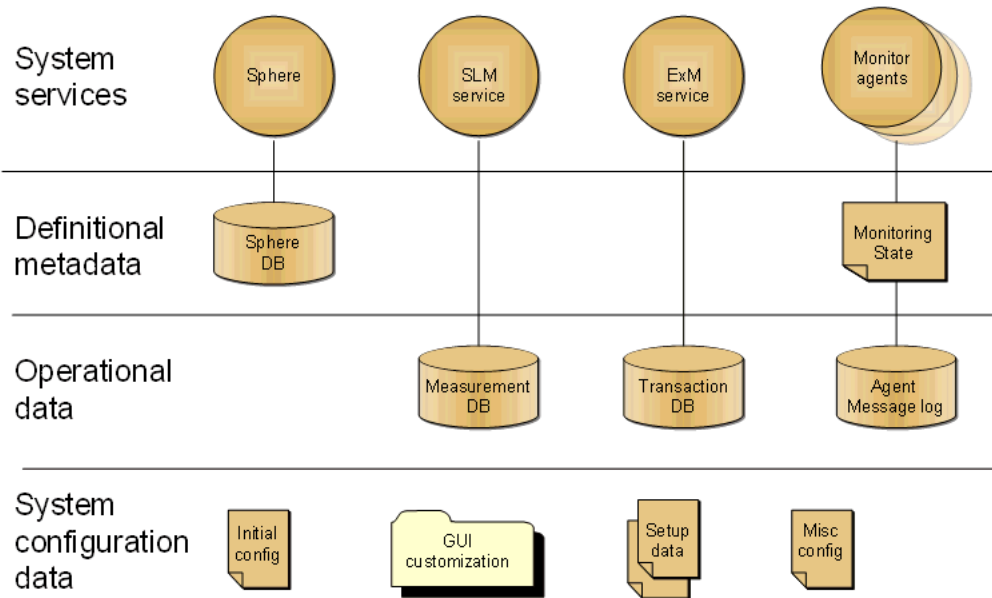 System
services
Sphere
SLM
service
ExM
service
Monitor
agents
Definitional
metadata
Sphere
DB
Monitoring
State
Operational
data
Measurement
DB
Transaction
DB
Agent
Message log
System
configuration
data
Initial
config
GUI
customization
Setup
data
Misc
config